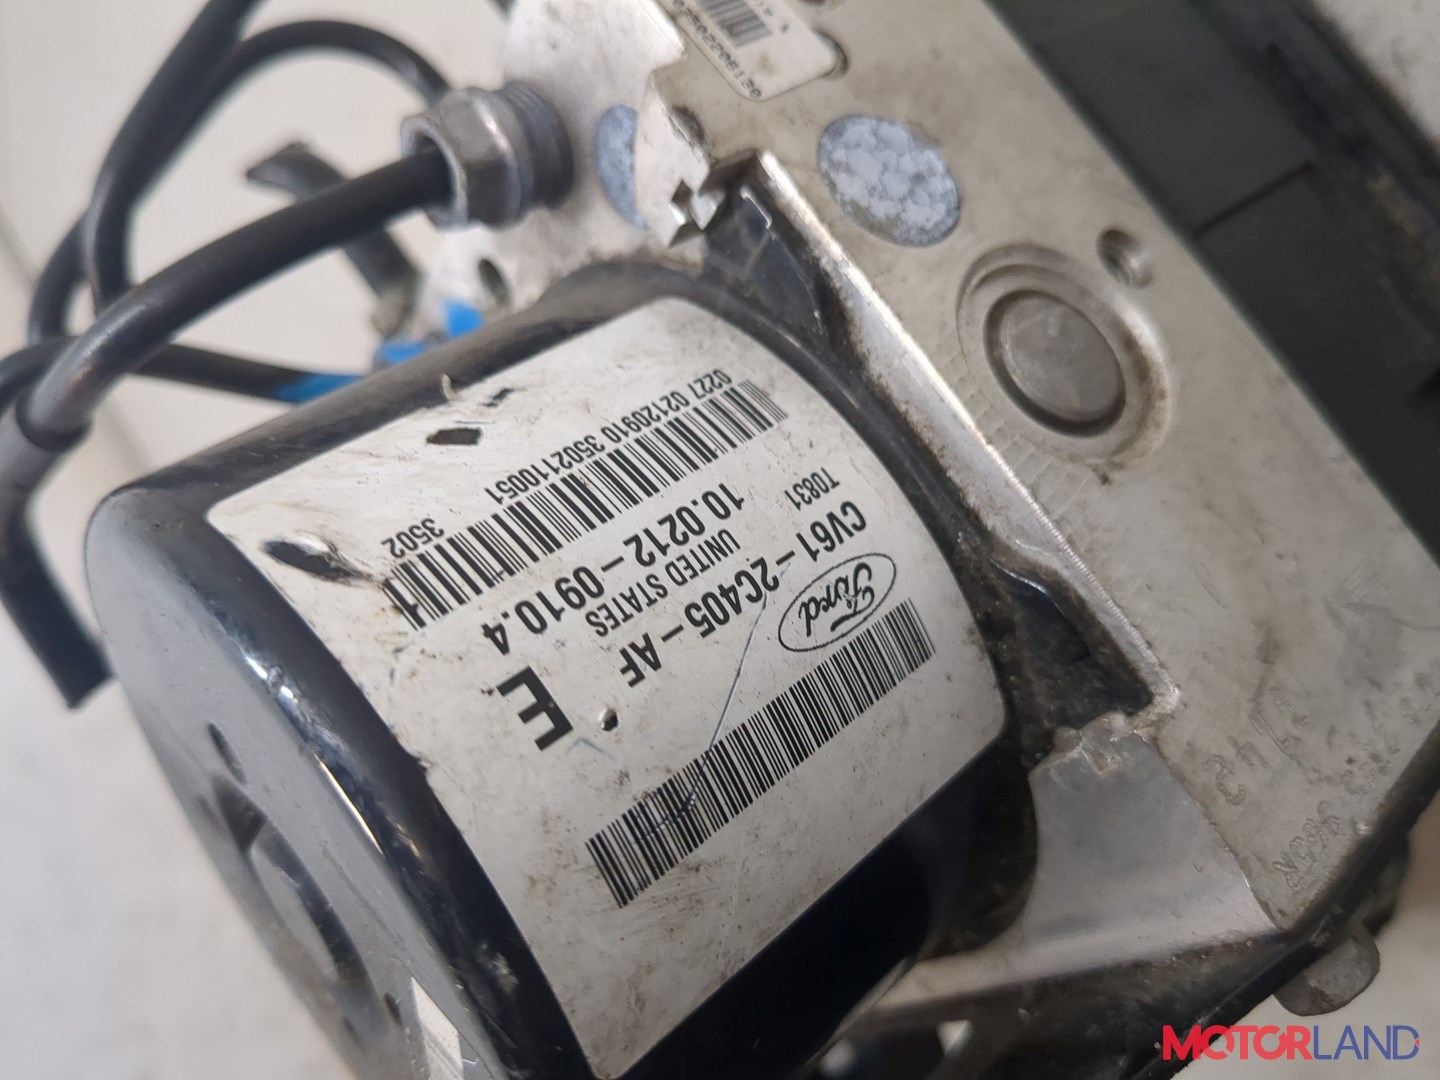 Ford
T0831
CV61-2C405-AF
UNITED STATES
10.0212-0910.4
E
0227 02120910 3502110051
3502
MOTORLAND